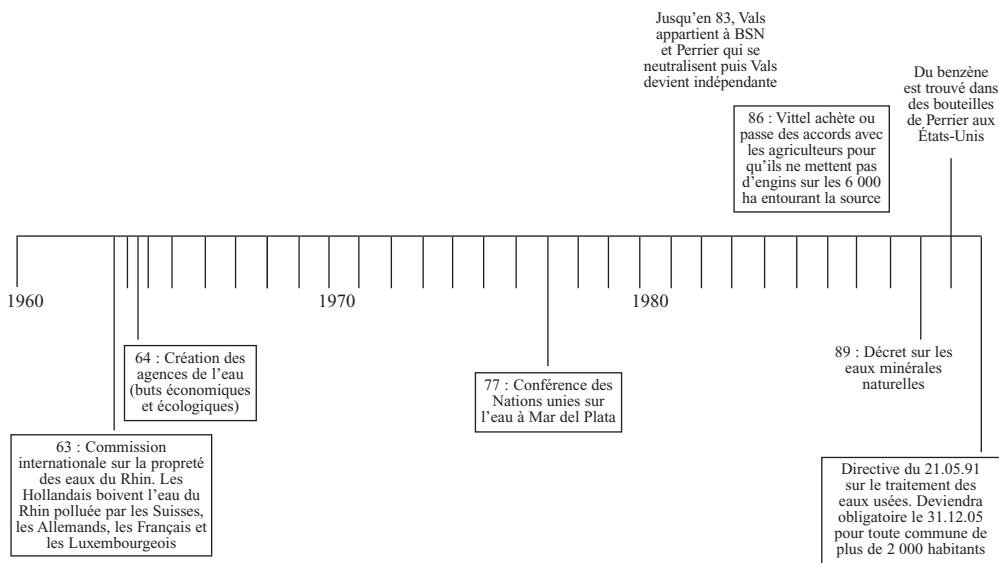 Jusqu'en 83, Vals
appartient à BSN
et Perrier qui se
neutralisent puis Vals
devient indépendante
Du benzène
est trouvé dans
des bouteilles
de Perrier aux
États-Unis
86 : Vittel achète ou
passe des accords avec
les agriculteurs pour
qu'ils ne mettent pas
d'engins sur les 6 000
ha entourant la source
1960
1970
1980
64 : Création des
agences de l'eau
(buts économiques
et écologiques)
77 : Conférence des
Nations unies sur
l'eau à Mar del Plata
89 : Décret sur les
eaux minérales
naturelles
63 : Commission
internationale sur la propreté
des eaux du Rhin. Les
Hollandais boivent l'eau du
Rhin polluée par les Suisses,
les Allemands, les Français et
les Luxembourgeois
Directive du 21.05.91
sur le traitement des
eaux usées. Deviendra
obligatoire le 31.12.05
pour toute commune de
plus de 2 000 habitants